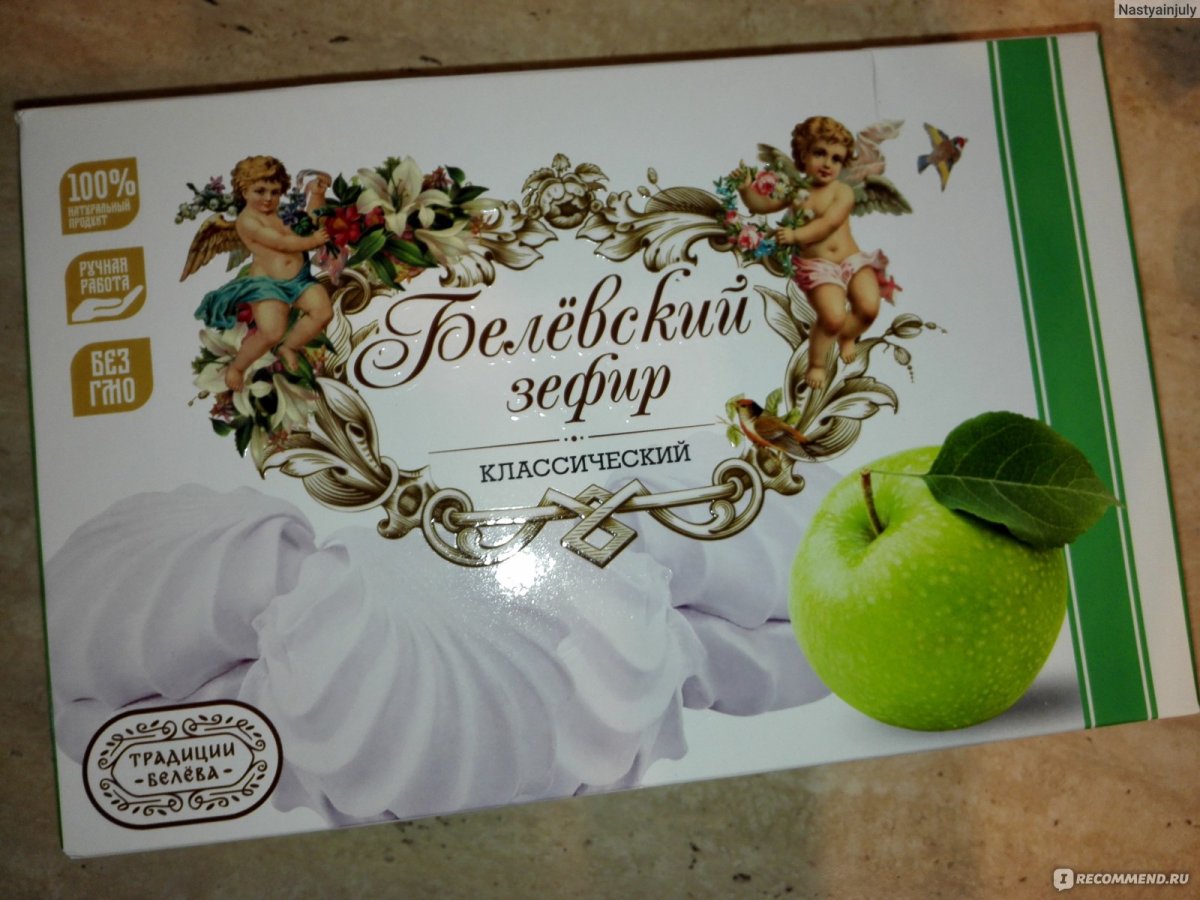 Nastyainjuly
100%
НАТУРАЛЬНЫЙ
ПРОДУКТ
РУЧНАЯ
РАБОТА
БЕЗ
ГМО
Белёвский
зефир
КЛАССИЧЕСКИЙ
ТРАДИЦИИ
-БЕЛЁВА-
IRECOMMEND.RU